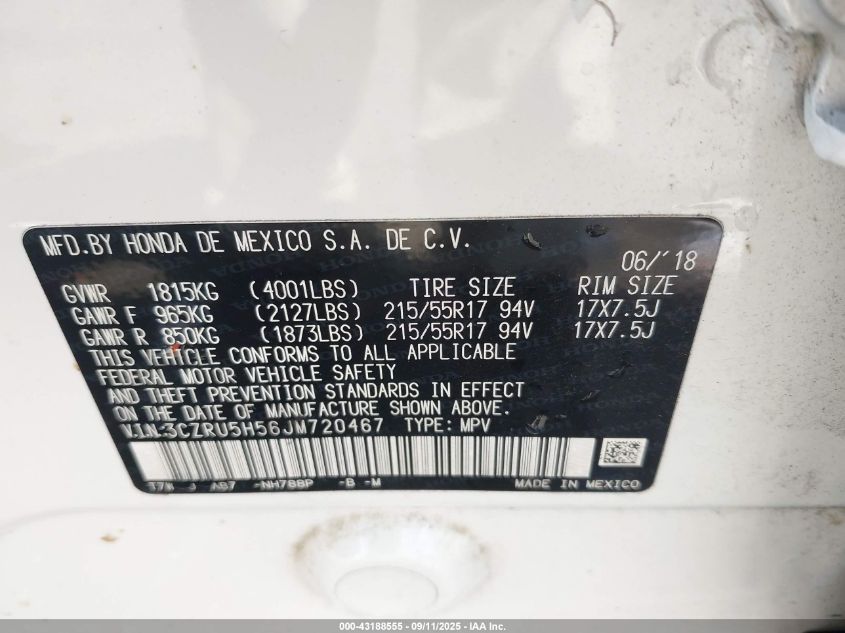 MFD.BY HONDA DE MEXICO S.A. DE C.V.
06/'18
GVWR 1815KG (4001LBS) TIRE SIZE RIM SIZE
GAWR F 965KG (2127LBS) 215/55R17 94V 17X7.5J
GAWR R 850KG (1873LBS) 215/55R17 94V 17X7.5J
THIS VEHICLE CONFORMS TO ALL APPLICABLE
FEDERAL MOTOR VEHICLE SAFETY
AND THEFT PREVENTION STANDARDS IN EFFECT
ON THE DATE OF MANUFACTURE SHOWN ABOVE.
V.I.N.:3CZRU5H56JM720467 TYPE: MPV
AB7 -NH788P -B -M MADE IN MEXICO
000-43188555 - 09/11/2025 - IAA Inc.